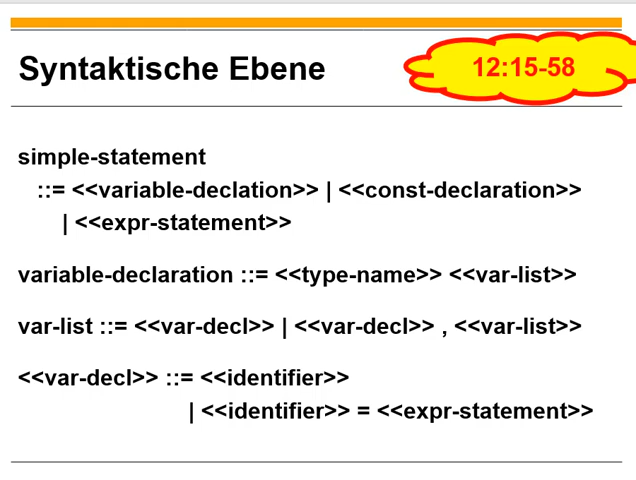 Syntaktische Ebene
12:15-58
simple-statement
::= <<variable-declation>> | <<const-declaration>>
| <<expr-statement>>
variable-declaration ::= <<type-name>> <<var-list>>
var-list ::= <<var-decl>> | <<var-decl>> , <<var-list>>
<<var-decl>> ::= <<identifier>>
| <<identifier>> = <<expr-statement>>